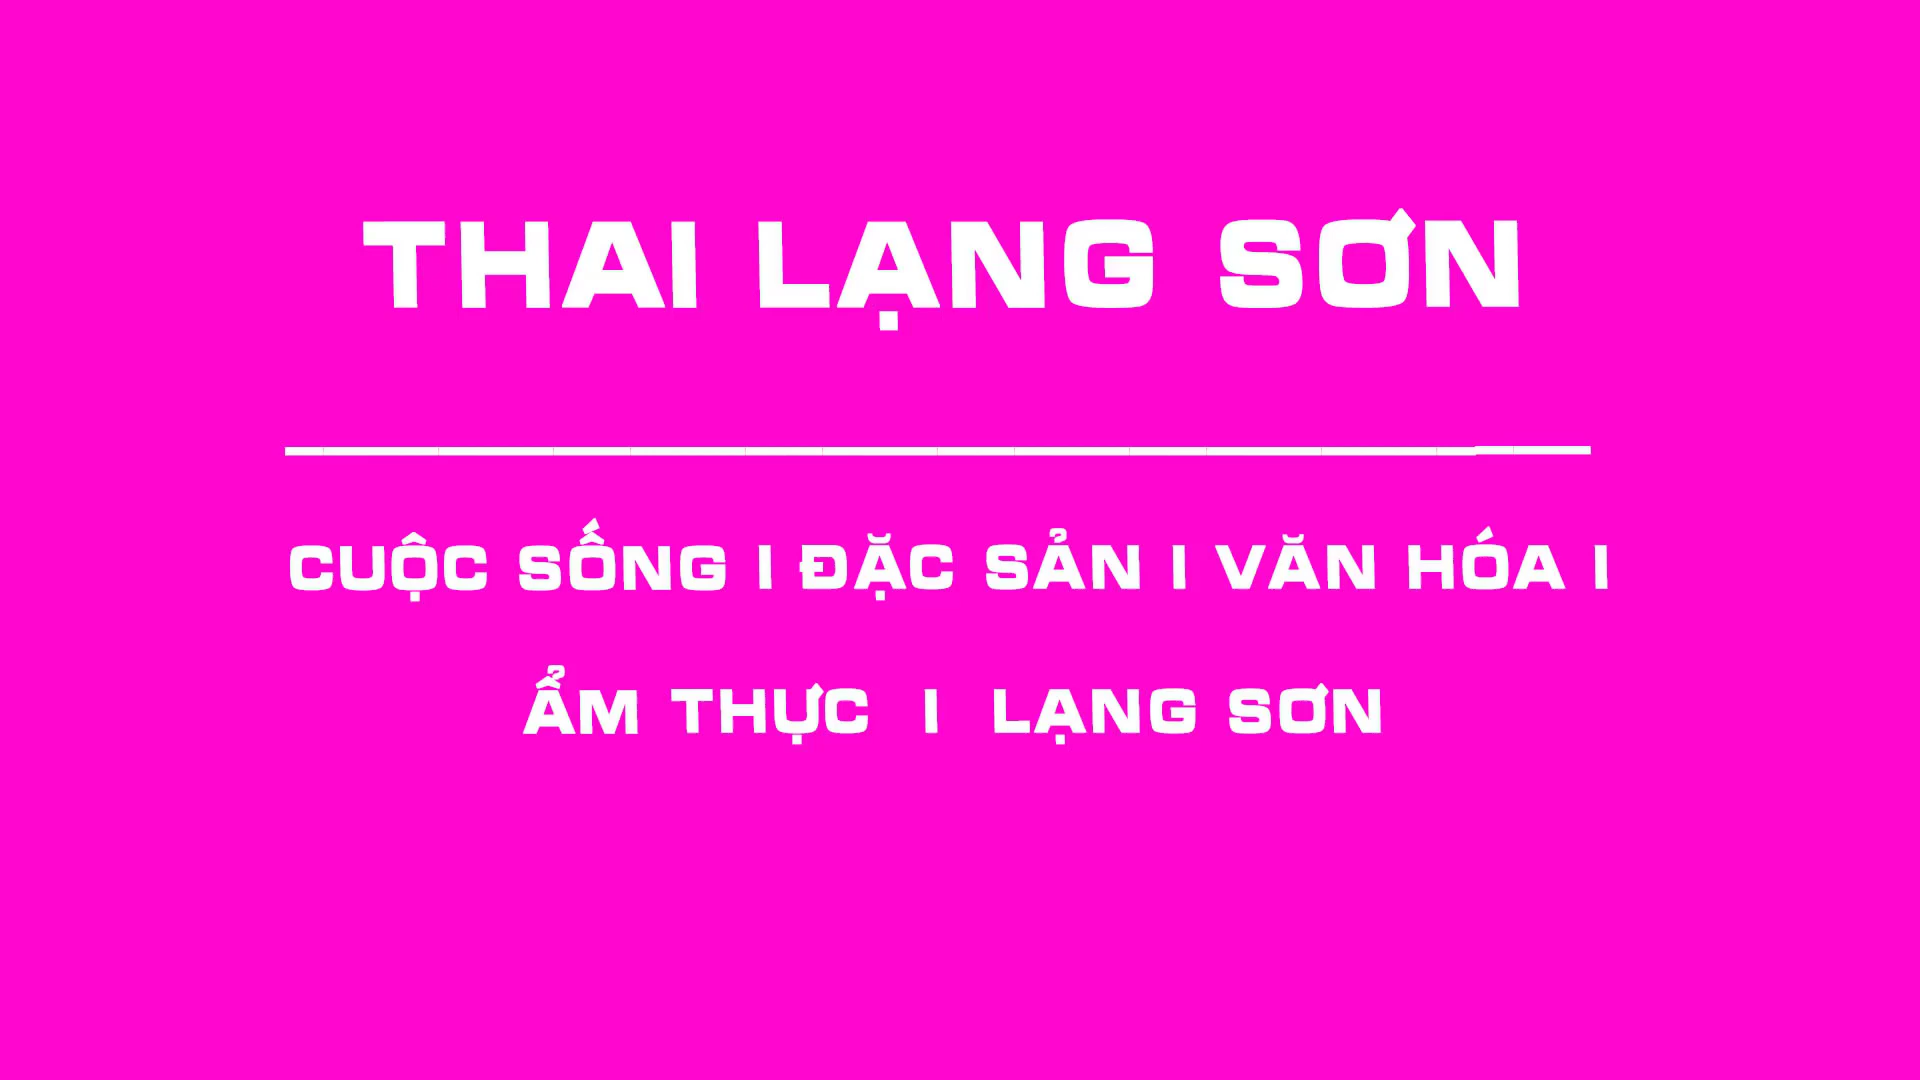 THAI LẠNG SƠN
CUỘC SỐNG | ĐẶC SẢN | VĂN HÓA |
ẨM THỰC | LẠNG SƠN